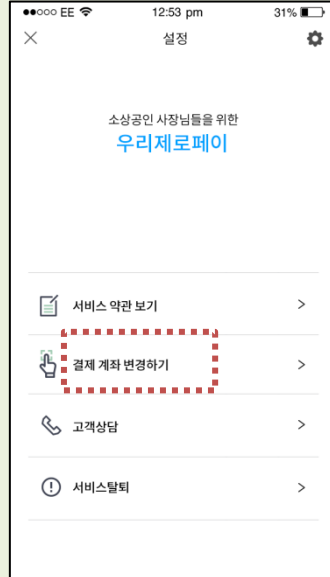 EE 12:53 pm 31%
설정
소상공인 사장님들을 위한
우리제로페이
서비스 약관 보기
결제 계좌 변경하기
고객상담
서비스탈퇴